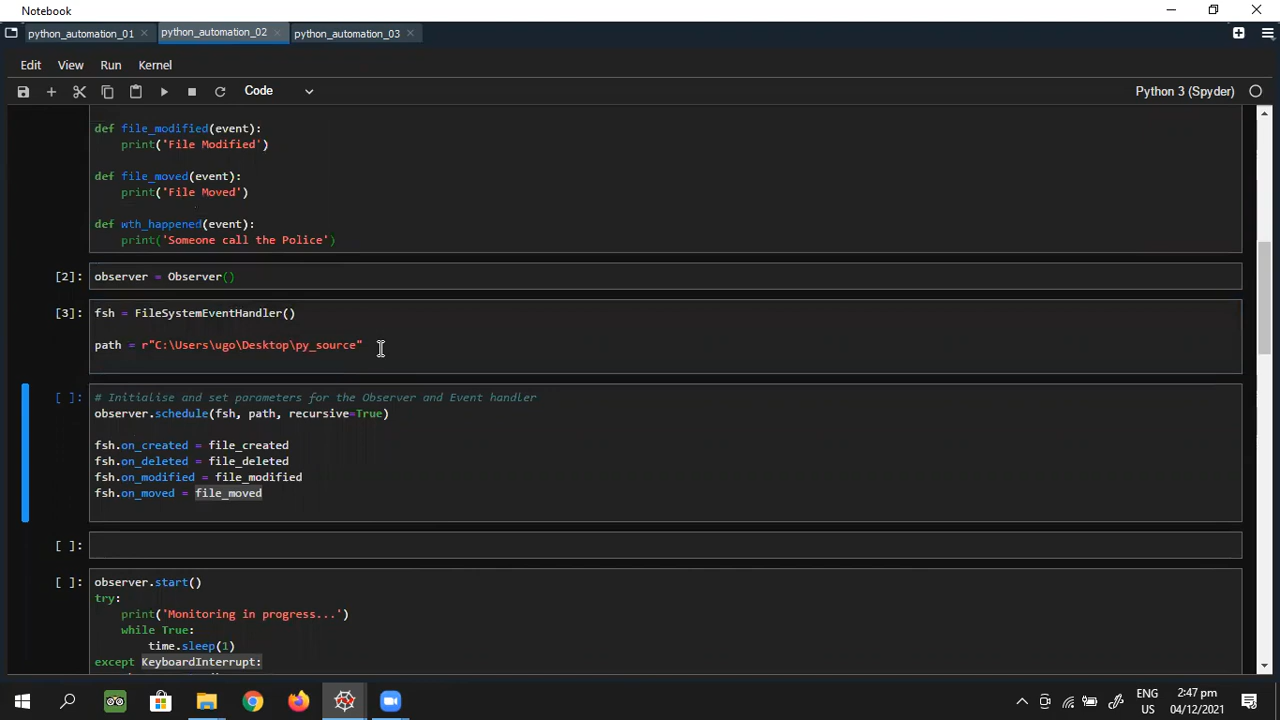 Notebook
python_automation_01
python_automation_02
python_automation_03
Edit View Run Kernel
Code
Python 3 (Spyder)
def file_modified(event):
print('File Modified')
def file_moved(event):
print('File Moved')
def wth_happened(event):
print('Someone call the Police')
[2]: observer = Observer()
[3]: fsh = FileSystemEventHandler()
path = r"C:\Users\ugo\Desktop\py_source"
[ ]: # Initialise and set parameters for the Observer and Event handler
observer.schedule(fsh, path, recursive=True)
fsh.on_created = file_created
fsh.on_deleted = file_deleted
fsh.on_modified = file_modified
fsh.on_moved = file_moved
[ ]:
[ ]: observer.start()
try:
print('Monitoring in progress...')
while True:
time.sleep(1)
except KeyboardInterrupt:
ENG
US
2:47 pm
04/12/2021